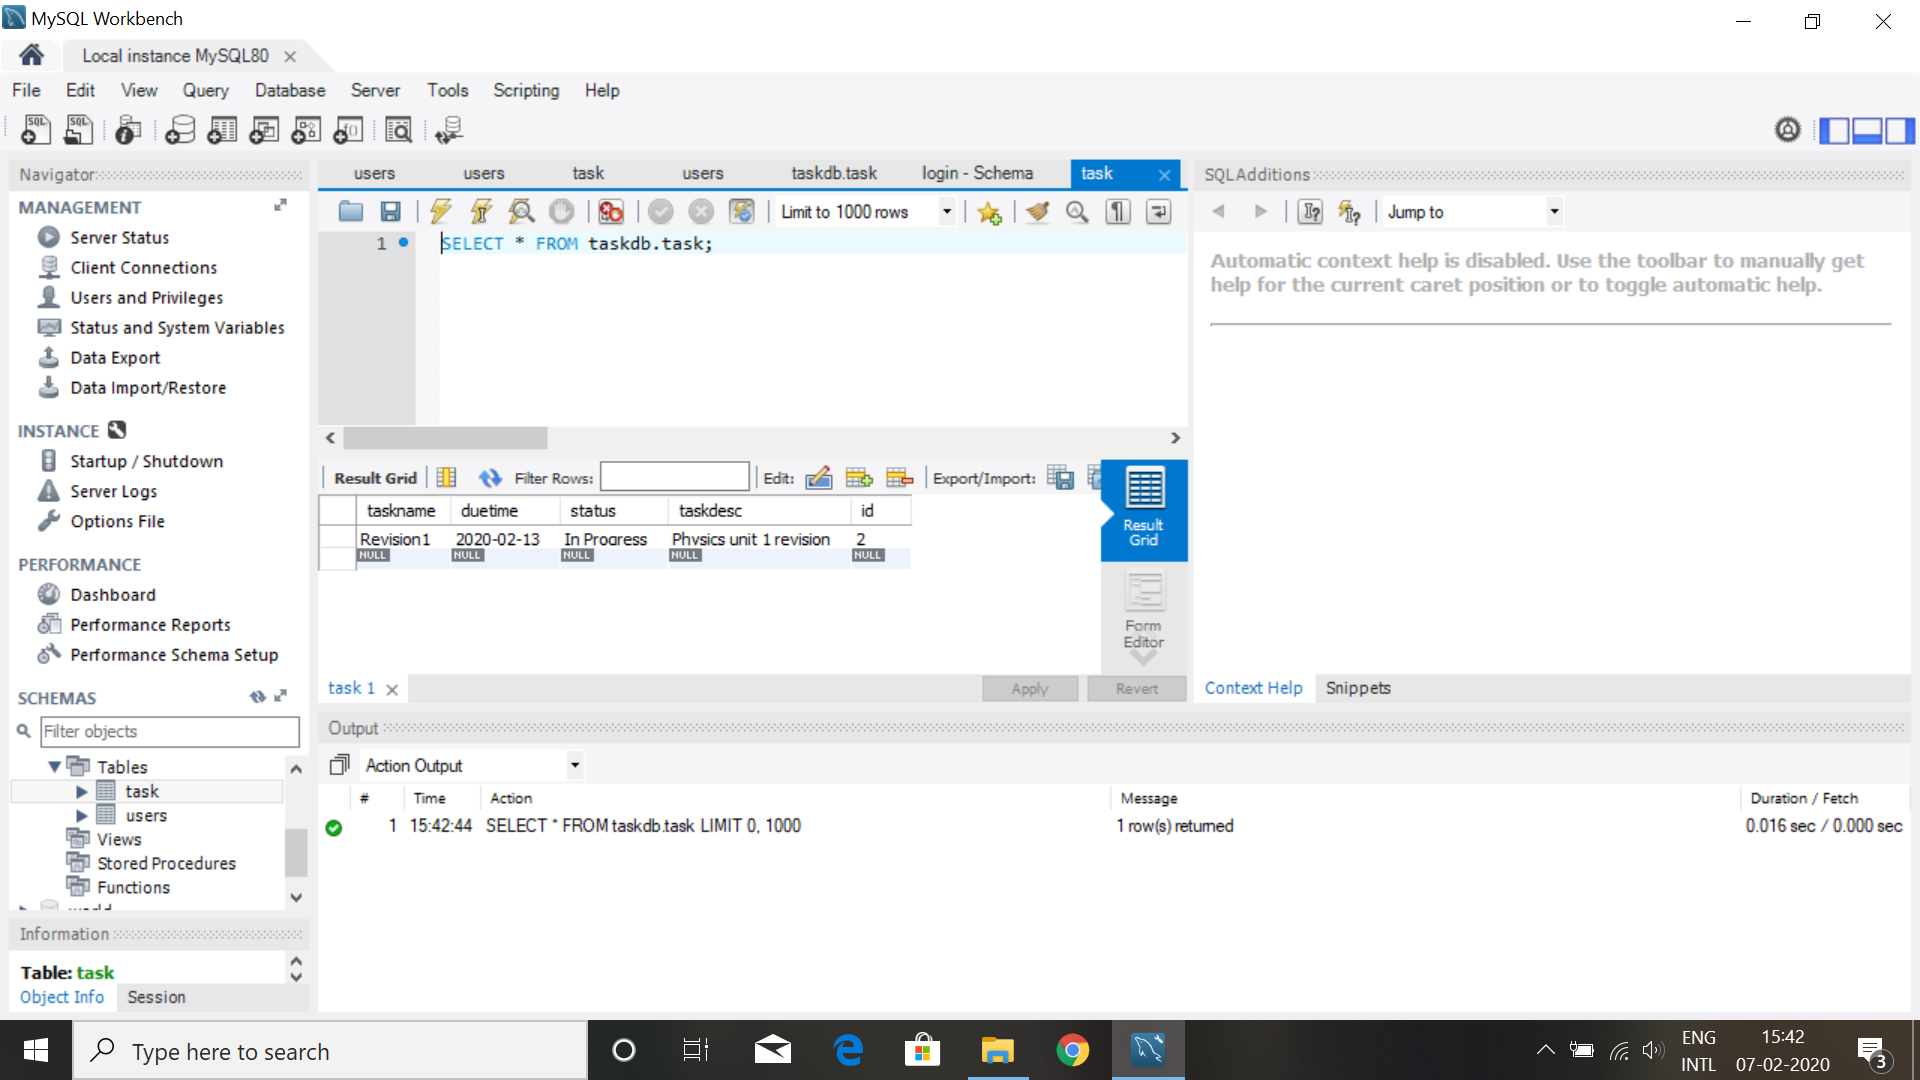 MySQL Workbench
Local instance MySQL80
File Edit View Query Database Server Tools Scripting Help
Navigator
MANAGEMENT
Server Status
Client Connections
Users and Privileges
Status and System Variables
Data Export
Data Import/Restore
INSTANCE
Startup / Shutdown
Server Logs
Options File
PERFORMANCE
Dashboard
Performance Reports
Performance Schema Setup
SCHEMAS
Filter objects
Tables
task
users
Views
Stored Procedures
Functions
world
Information
Table: task
Object Info Session
users users task users taskdb.task login - Schema task
Limit to 1000 rows
1 SELECT * FROM taskdb.task;
Result Grid Filter Rows: Edit: Export/Import:
taskname duetime status taskdesc id
Revision1 2020-02-13 In Progress Physics unit 1 revision 2
NULL NULL NULL NULL NULL
Result
Grid
Form
Editor
task 1 Apply Revert
SQLAdditions
Jump to
Automatic context help is disabled. Use the toolbar to manually get
help for the current caret position or to toggle automatic help.
Context Help Snippets
Output
Action Output
# Time Action Message Duration / Fetch
1 15:42:44 SELECT * FROM taskdb.task LIMIT 0, 1000 1 row(s) returned 0.016 sec / 0.000 sec
Type here to search
ENG
INTL
15:42
07-02-2020
3